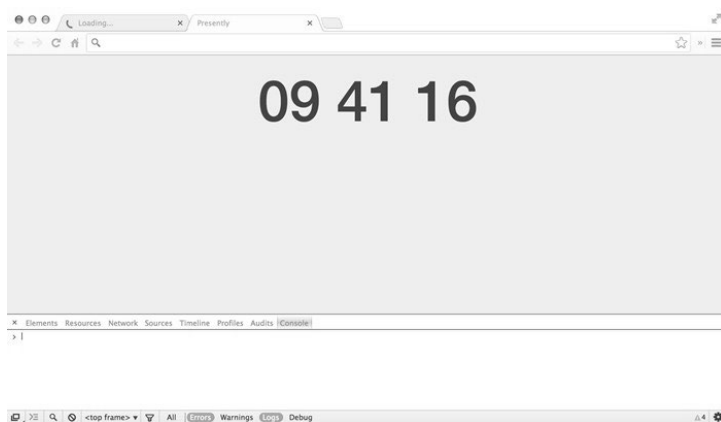 Loading... Presently
09 41 16
Elements Resources Network Sources Timeline Profiles Audits Console
<top frame> All Errors Warnings Logs Debug 4